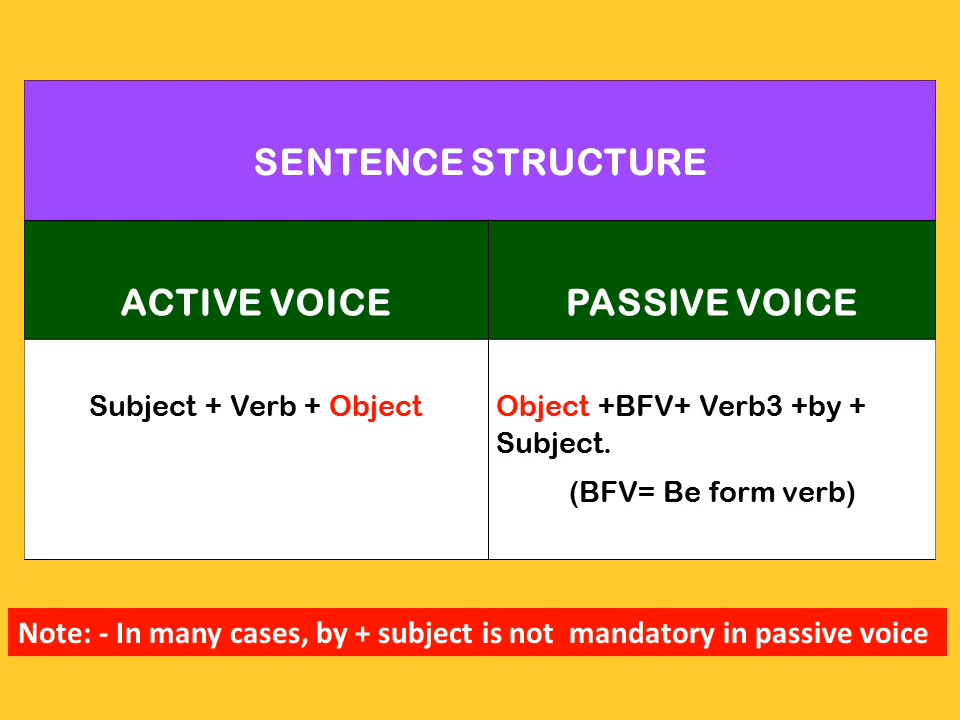 SENTENCE STRUCTURE
ACTIVE VOICE
PASSIVE VOICE
Subject + Verb + Object
Object +BFV+ Verb3 +by +
Subject.
(BFV= Be form verb)
Note: - In many cases, by + subject is not  mandatory in passive voice